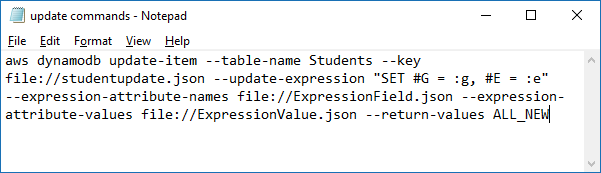 update commands - Notepad
File Edit Format View Help
aws dynamodb update-item --table-name Students --key
file://studentupdate.json --update-expression "SET #G = :g, #E = :e"
--expression-attribute-names file://ExpressionField.json --expression-
attribute-values file://ExpressionValue.json --return-values ALL_NEW